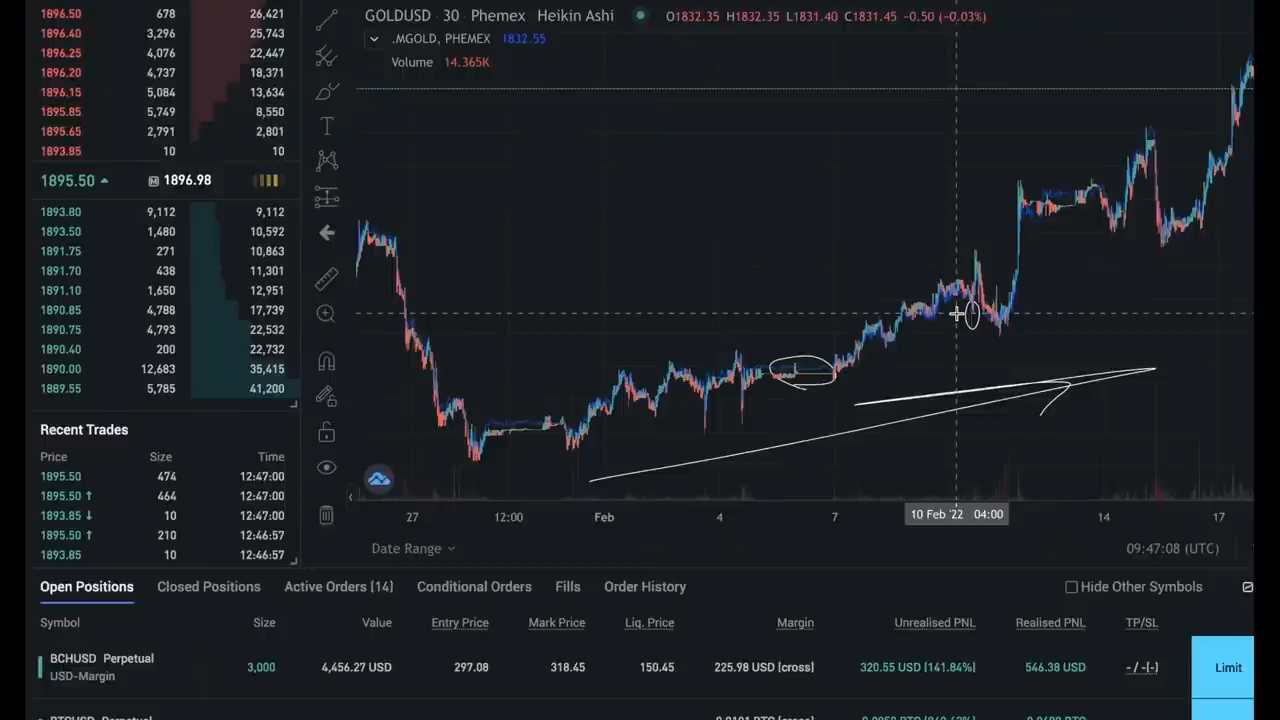 1896.50 678 26,421
1896.40 3,296 25,743
1896.25 4,076 22,447
1896.20 4,737 18,371
1896.15 5,084 13,634
1895.85 5,749 8,550
1895.65 2,791 2,801
1893.85 10 10
1895.50 M 1896.98
1893.80 9,112 9,112
1893.50 1,480 10,592
1891.75 271 10,863
1891.70 438 11,301
1891.10 1,650 12,951
1890.85 4,788 17,739
1890.75 4,793 22,532
1890.40 200 22,732
1890.00 12,683 35,415
1889.55 5,785 41,200
Recent Trades
Price Size Time
1895.50 474 12:47:00
1895.50 ↑ 464 12:47:00
1893.85 ↓ 10 12:47:00
1895.50 ↑ 210 12:46:57
1893.85 10 12:46:57
GOLDUSD · 30 · Phemex Heikin Ashi O1832.35 H1832.35 L1831.40 C1831.45 -0.50 (-0.03%)
.MGOLD, PHEMEX 1832.55
Volume 14.365K
27 12:00 Feb 4 7 10 Feb '22 04:00 14 17
Date Range 09:47:08 (UTC)
Open Positions Closed Positions Active Orders (14) Conditional Orders Fills Order History Hide Other Symbols
Symbol Size Value Entry Price Mark Price Liq. Price Margin Unrealised PNL Realised PNL TP/SL
BCHUSD Perpetual 3,000 4,456.27 USD 297.08 318.45 150.45 225.98 USD (cross) 320.55 USD (141.84%) 546.38 USD - / -(-)
USD-Margin
Limit